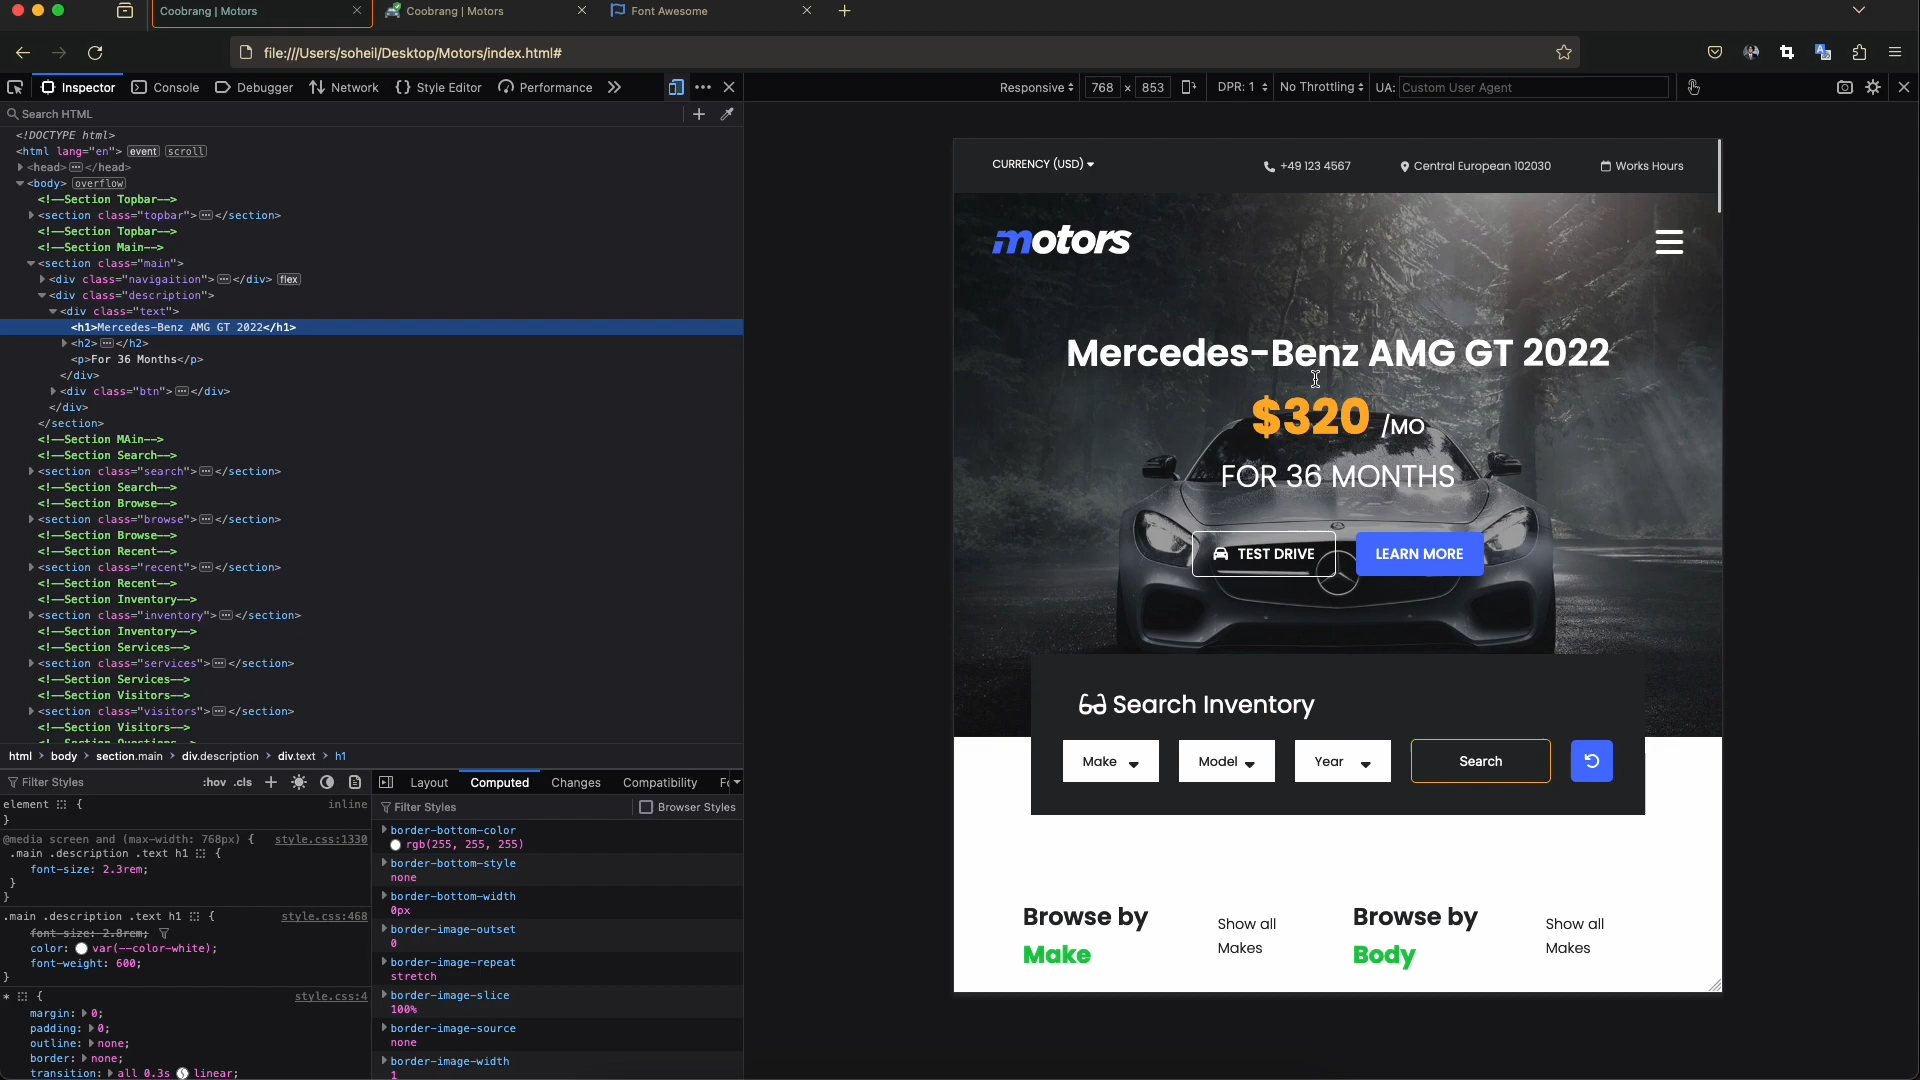 Coobrang | Motors
Coobrang | Motors
Font Awesome
file:///Users/soheil/Desktop/Motors/index.html#
Inspector
Console
Debugger
Network
Style Editor
Performance
Responsive
768 × 853
DPR: 1
No Throttling
UA: Custom User Agent
Search HTML
<!DOCTYPE html>
<html lang="en"> event scroll
<head> </head>
<body> overflow
<!--Section Topbar-->
<section class="topbar"> </section>
<!--Section Topbar-->
<!--Section Main-->
<section class="main">
<div class="navigaition"> </div> flex
<div class="description">
<div class="text">
<h1>Mercedes-Benz AMG GT 2022</h1>
<h2> </h2>
<p>For 36 Months</p>
</div>
<div class="btn"> </div>
</div>
</section>
<!--Section MAin-->
<!--Section Search-->
<section class="search"> </section>
<!--Section Search-->
<!--Section Browse-->
<section class="browse"> </section>
<!--Section Browse-->
<!--Section Recent-->
<section class="recent"> </section>
<!--Section Recent-->
<!--Section Inventory-->
<section class="inventory"> </section>
<!--Section Inventory-->
<!--Section Services-->
<section class="services"> </section>
<!--Section Services-->
<!--Section Visitors-->
<section class="visitors"> </section>
<!--Section Visitors-->
html > body > section.main > div.description > div.text > h1
Filter Styles
:hov .cls
element { inline
}
@media screen and (max-width: 768px) { style.css:1330
.main .description .text h1 {
font-size: 2.3rem;
}
}
.main .description .text h1 { style.css:468
font-size: 2.8rem;
color: var(--color-white);
font-weight: 600;
}
* { style.css:4
margin: 0;
padding: 0;
outline: none;
border: none;
transition: all 0.3s linear;
Layout
Computed
Changes
Compatibility
Filter Styles
Browser Styles
border-bottom-color
rgb(255, 255, 255)
border-bottom-style
none
border-bottom-width
0px
border-image-outset
0
border-image-repeat
stretch
border-image-slice
100%
border-image-source
none
border-image-width
1
CURRENCY (USD)
+49 123 4567
Central European 102030
Works Hours
motors
Mercedes-Benz AMG GT 2022
$320 /MO
FOR 36 MONTHS
TEST DRIVE
LEARN MORE
Search Inventory
Make
Model
Year
Search
Browse by
Make
Show all
Makes
Browse by
Body
Show all
Makes